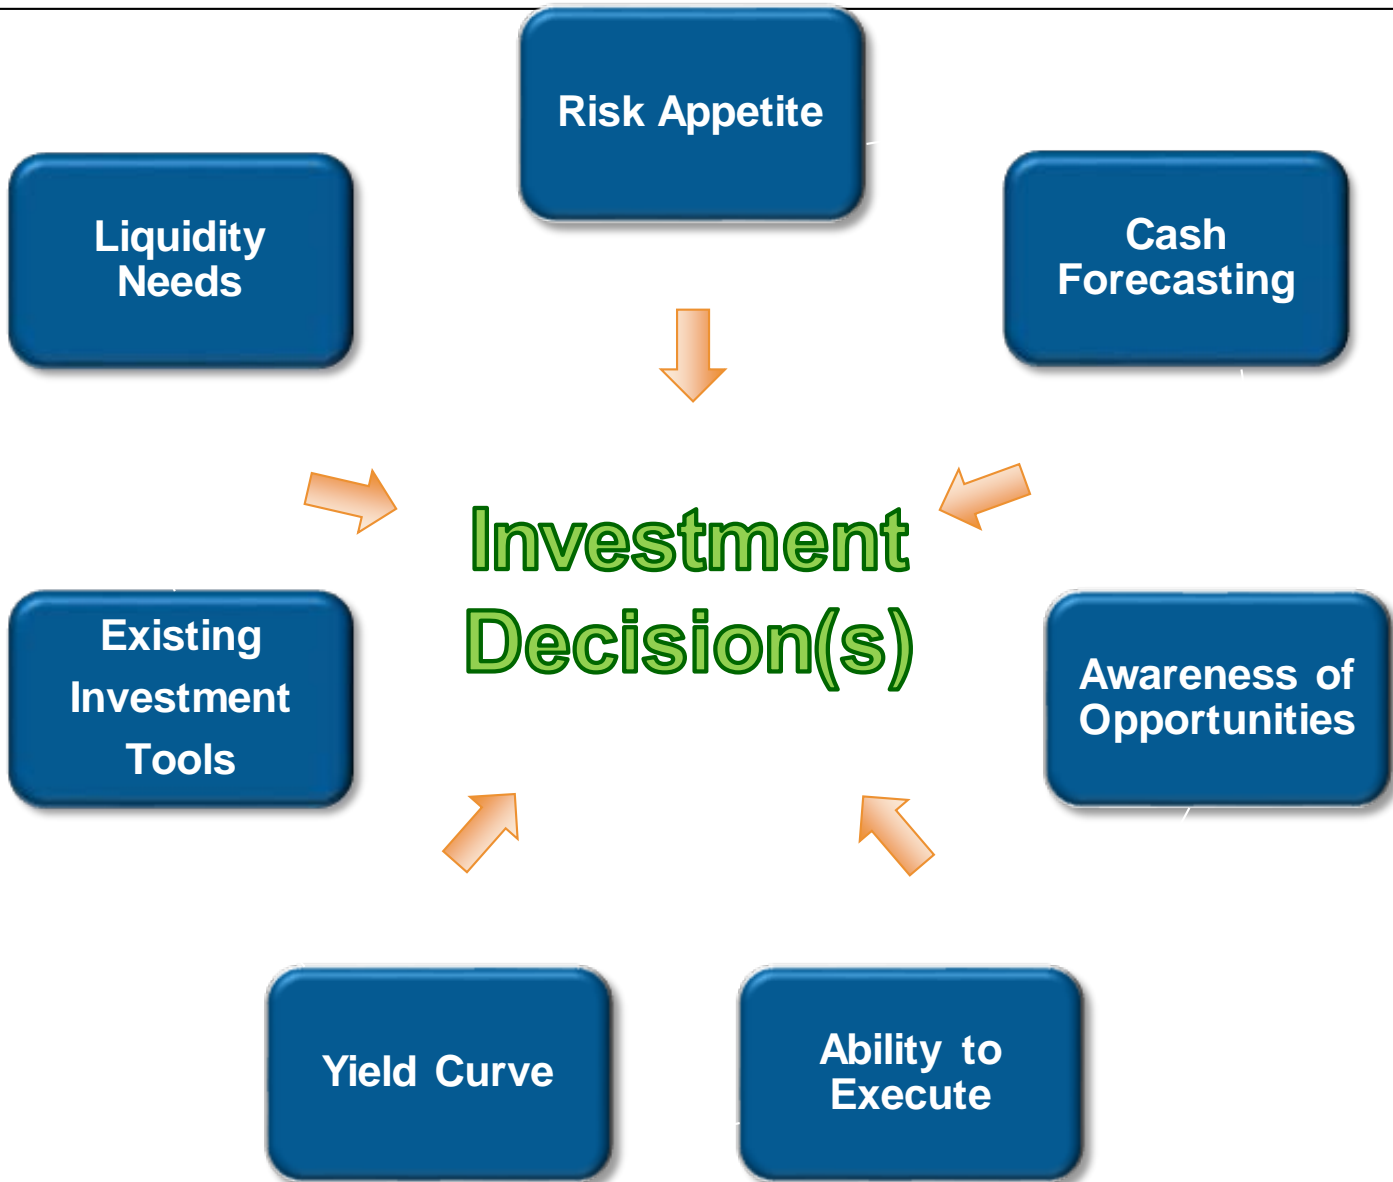 Risk Appetite
Liquidity
Needs
Cash
Forecasting
Investment
Decision(s)
Existing
Investment
Tools
Awareness of
Opportunities
Yield Curve
Ability to
Execute